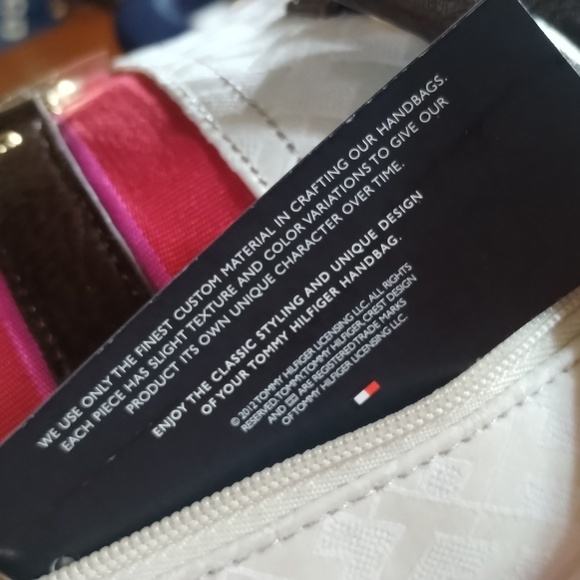 WE USE ONLY THE FINEST CUSTOM MATERIAL IN CRAFTING OUR HANDBAGS.
EACH PIECE HAS SLIGHT TEXTURE AND COLOR VARIATIONS TO GIVE OUR
PRODUCT ITS OWN UNIQUE CHARACTER OVER TIME.
ENJOY THE CLASSIC STYLING AND UNIQUE DESIGN
OF YOUR TOMMY HILFIGER HANDBAG.
© 2012 TOMMY HILFIGER LICENSING LLC. ALL RIGHTS
RESERVED. TOMMY, TOMMY HILFIGER, CREST DESIGN
AND ARE REGISTERED TRADE MARKS
OF TOMMY HILFIGER LICENSING LLC